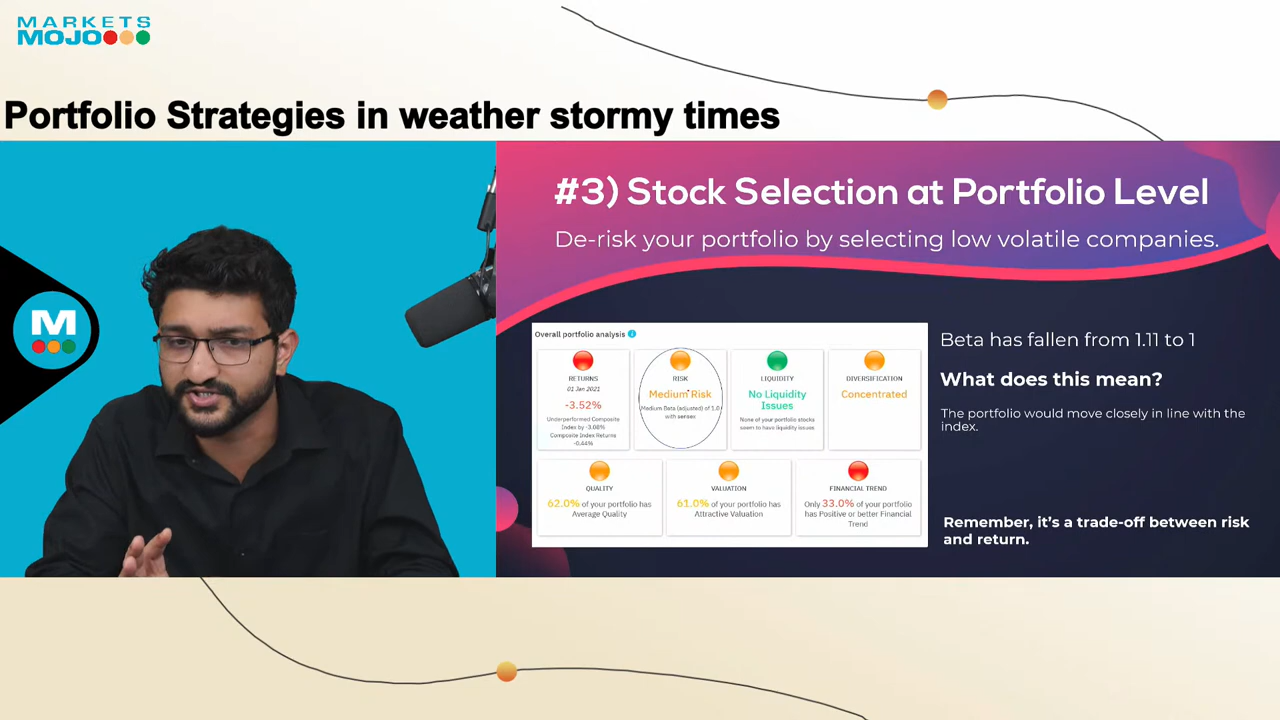 MARKETS
MOJO
Portfolio Strategies in weather stormy times
M
#3) Stock Selection at Portfolio Level
De-risk your portfolio by selecting low volatile companies.
Overall portfolio analysis i
RETURNS
01 Jan 2021
-3.52%
Underperformed Composite
Index by -3.08%
Composite Index Returns
-0.44%
RISK
Medium Risk
Medium Beta (adjusted) of 1.0
with sensex
LIQUIDITY
No Liquidity
Issues
None of your portfolio stocks
seem to have liquidity issues
DIVERSIFICATION
Concentrated
QUALITY
62.0% of your portfolio has
Average Quality
VALUATION
61.0% of your portfolio has
Attractive Valuation
FINANCIAL TREND
Only 33.0% of your portfolio
has Positive or better Financial
Trend
Beta has fallen from 1.11 to 1
What does this mean?
The portfolio would move closely in line with the
index.
Remember, it's a trade-off between risk
and return.